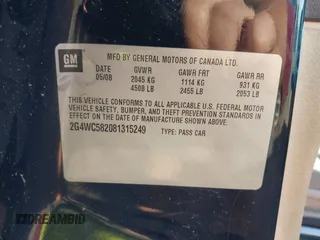 GM
MFD BY GENERAL MOTORS OF CANADA LTD.
DATE GVWR GAWR FRT GAWR RR
05/08 2045 KG 1114 KG 931 KG
4508 LB 2455 LB 2053 LB
THIS VEHICLE CONFORMS TO ALL APPLICABLE U.S. FEDERAL MOTOR
VEHICLE SAFETY, BUMPER, AND THEFT PREVENTION STANDARDS
IN EFFECT ON THE DATE OF MANUFACTURE SHOWN ABOVE.
2G4WC582081315249 TYPE: PASS CAR
DREAMBID